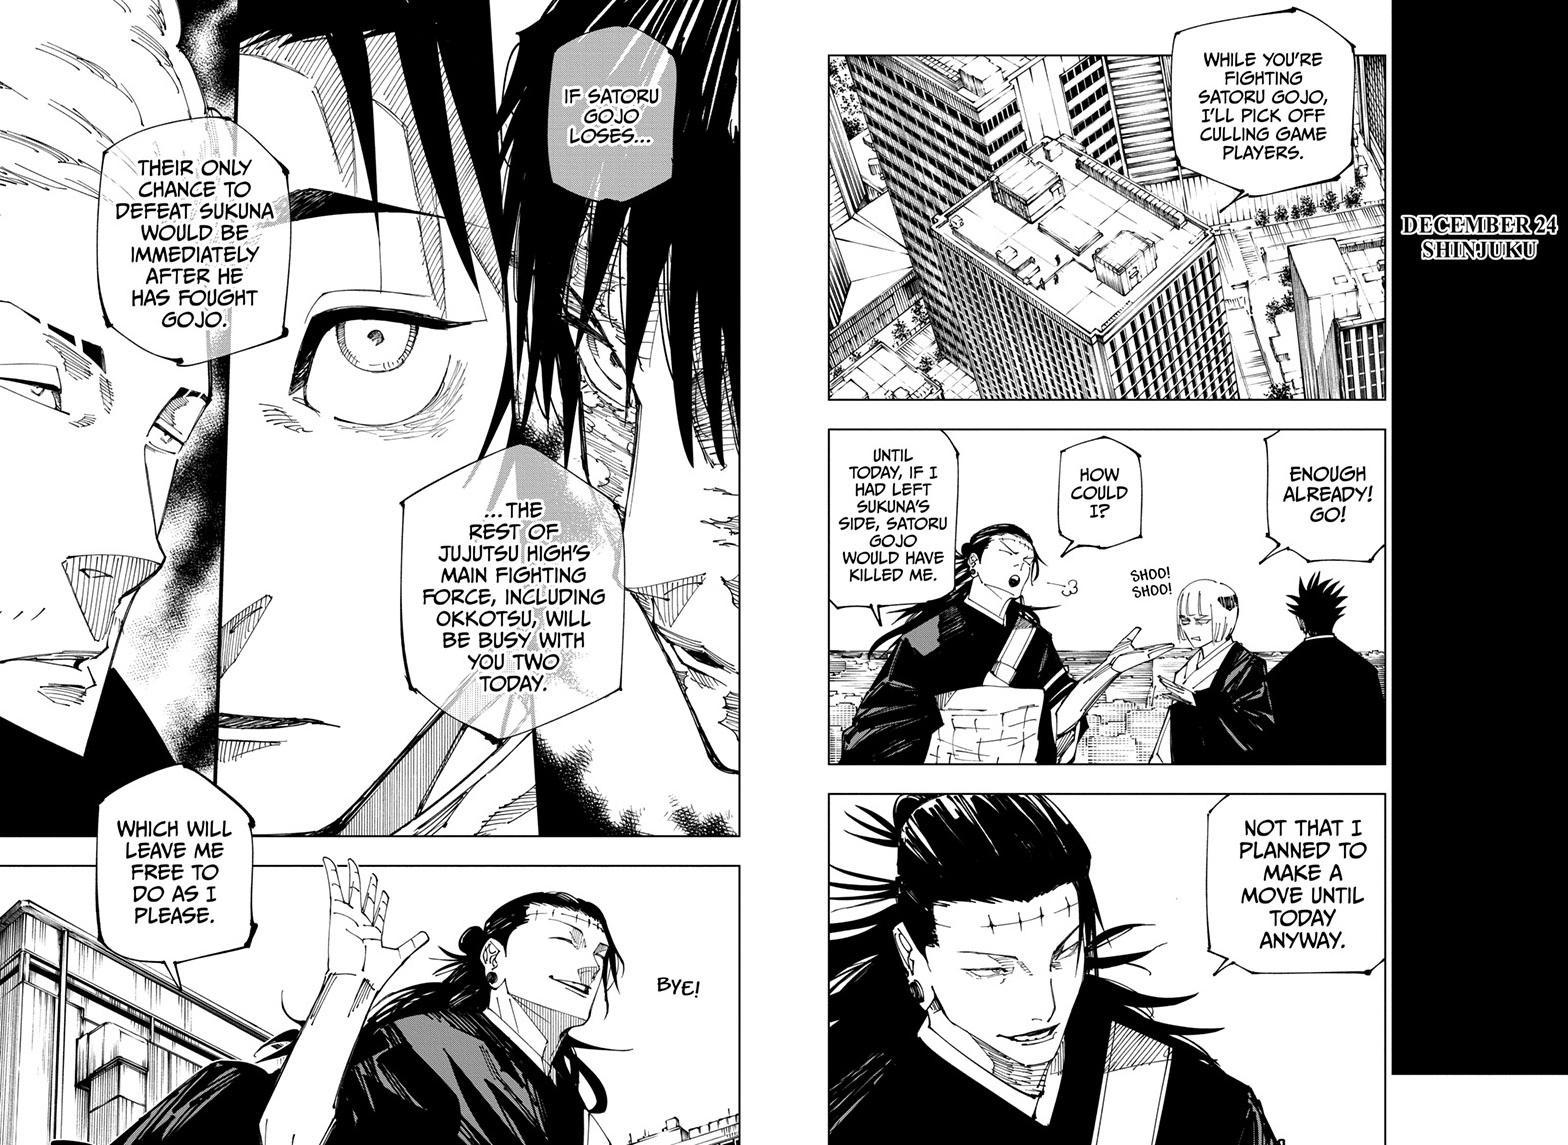 DECEMBER 24
SHINJUKU
WHILE YOU'RE
FIGHTING
SATORU GOJO,
I'LL PICK OFF
CULLING GAME
PLAYERS.
ENOUGH
ALREADY!
GO!
SHOO!
SHOO!
HOW
COULD
I?
UNTIL
TODAY, IF I
HAD LEFT
SUKUNA'S
SIDE, SATORU
GOJO
WOULD HAVE
KILLED ME.
NOT THAT I
PLANNED TO
MAKE A
MOVE UNTIL
TODAY
ANYWAY.
IF SATORU
GOJO
LOSES...
THEIR ONLY
CHANCE TO
DEFEAT SUKUNA
WOULD BE
IMMEDIATELY
AFTER HE
HAS FOUGHT
GOJO.
...THE
REST OF
JUJUTSU HIGH'S
MAIN FIGHTING
FORCE, INCLUDING
OKKOTSU, WILL
BE BUSY WITH
YOU TWO
TODAY.
WHICH WILL
LEAVE ME
FREE TO
DO AS I
PLEASE.
BYE!